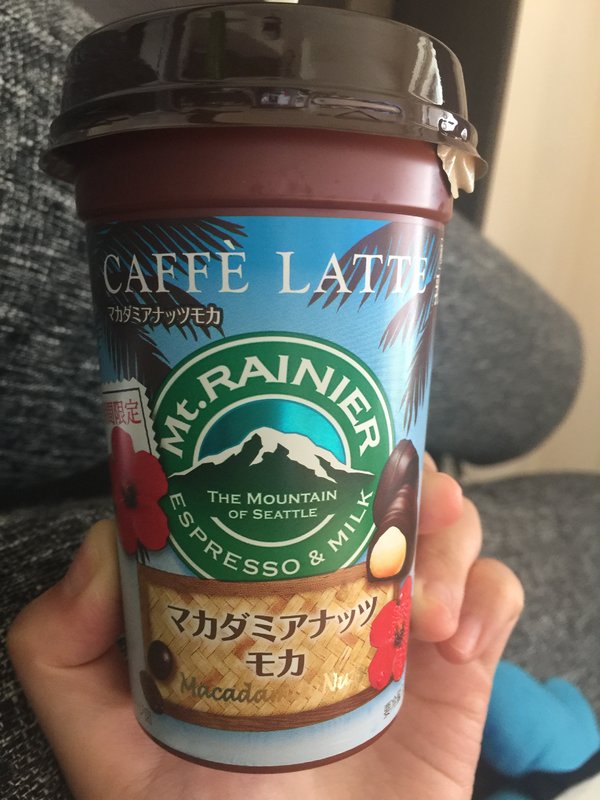 CAFFÈ LATTE
マカダミアナッツモカ
限定
Mt. RAINIER
THE MOUNTAIN
OF SEATTLE
ESPRESSO & MILK
マカダミアナッツ
モカ